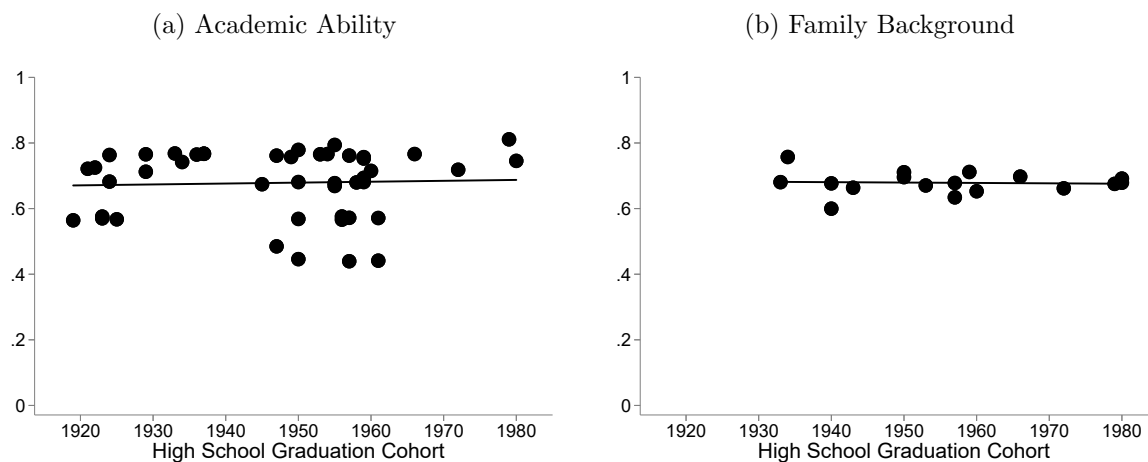 (a) Academic Ability
(b) Family Background
1
.8
.6
.4
.2
0
1920 1930 1940 1950 1960 1970 1980
High School Graduation Cohort
1
.8
.6
.4
.2
0
1920 1930 1940 1950 1960 1970 1980
High School Graduation Cohort